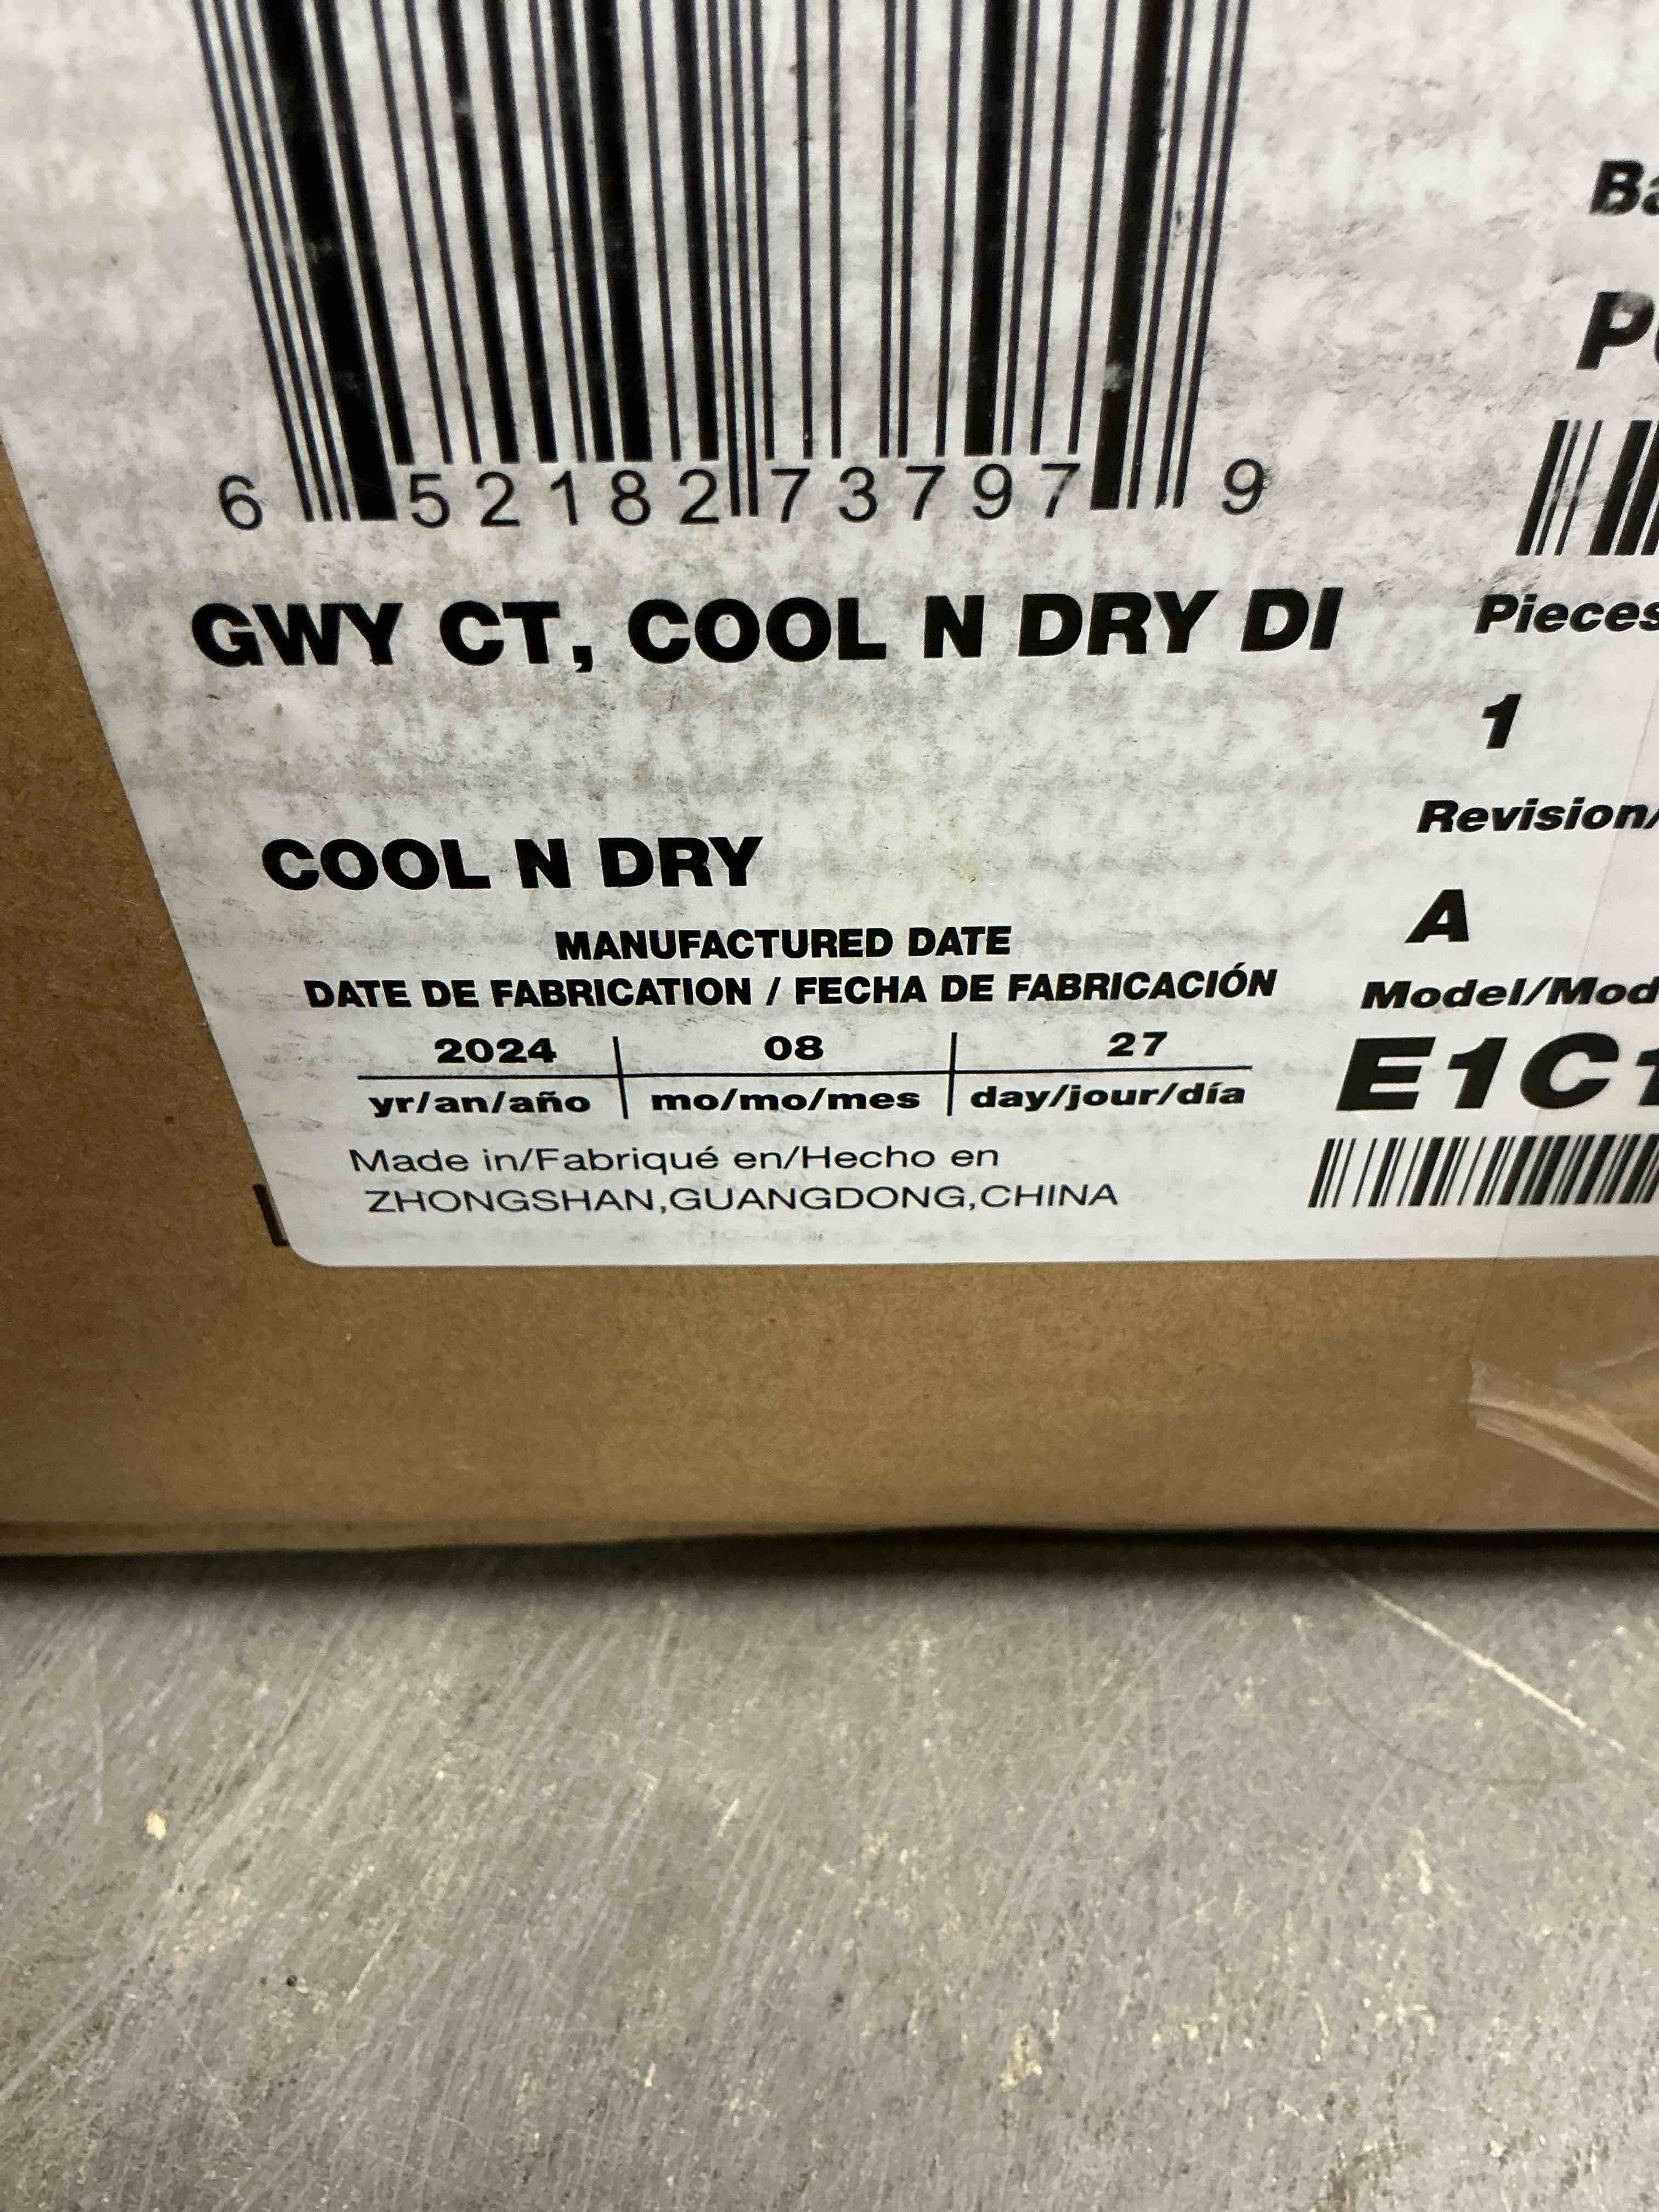 6 52182 73797 9
GWY CT, COOL N DRY DI
Pieces
1
Revision/
COOL N DRY
A
MANUFACTURED DATE
DATE DE FABRICATION / FECHA DE FABRICACIÓN
Model/Mod
2024 08 27
E1C1
yr/an/año mo/mo/mes day/jour/día
Made in/Fabriqué en/Hecho en
ZHONGSHAN,GUANGDONG,CHINA